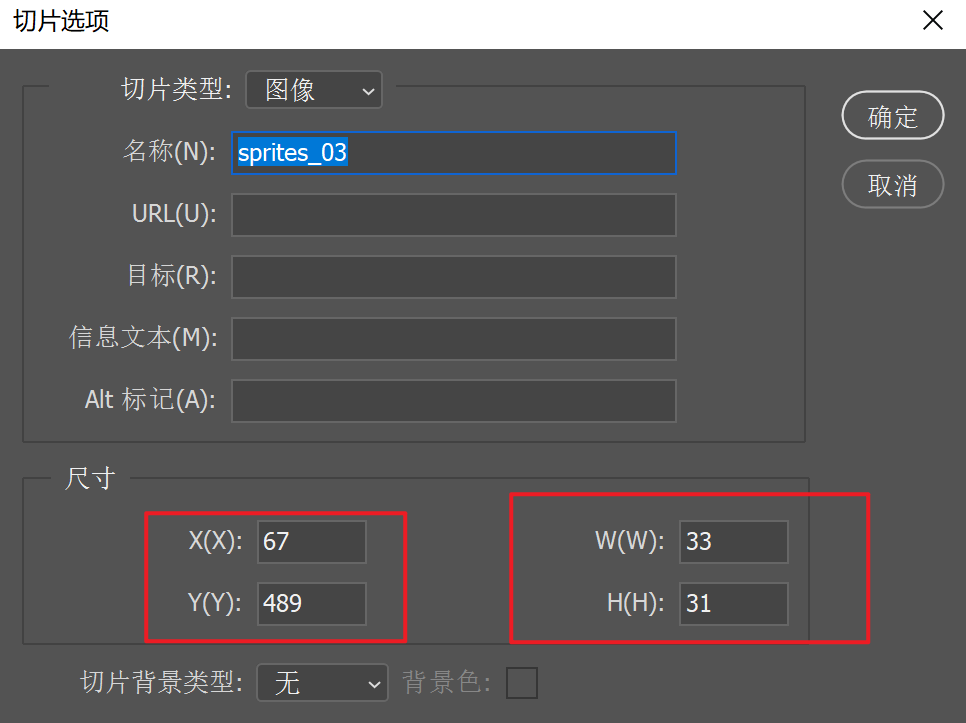 切片选项
切片类型: 图像
确定
名称(N): sprites_03
取消
URL(U):
目标(R):
信息文本(M):
Alt 标记(A):
尺寸
X(X): 67 W(W): 33
Y(Y): 489 H(H): 31
切片背景类型: 无 背景色: